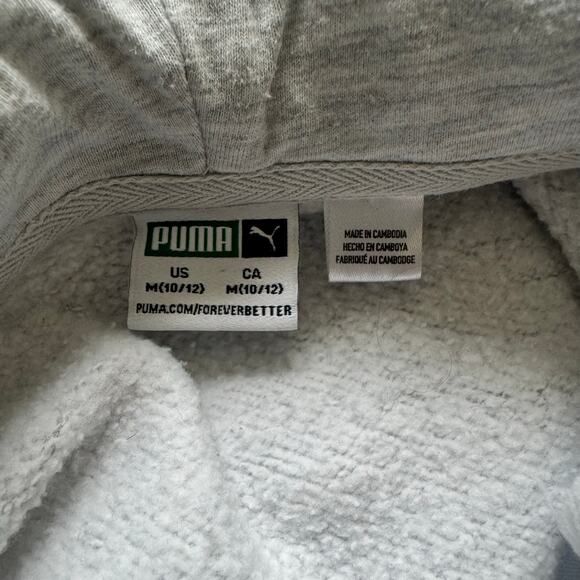 PUMA
US CA
M(10/12) M(10/12)
PUMA.COM/FOREVERBETTER
MADE IN CAMBODIA
HECHO EN CAMBOYA
FABRIQUÉ AU CAMBODGE